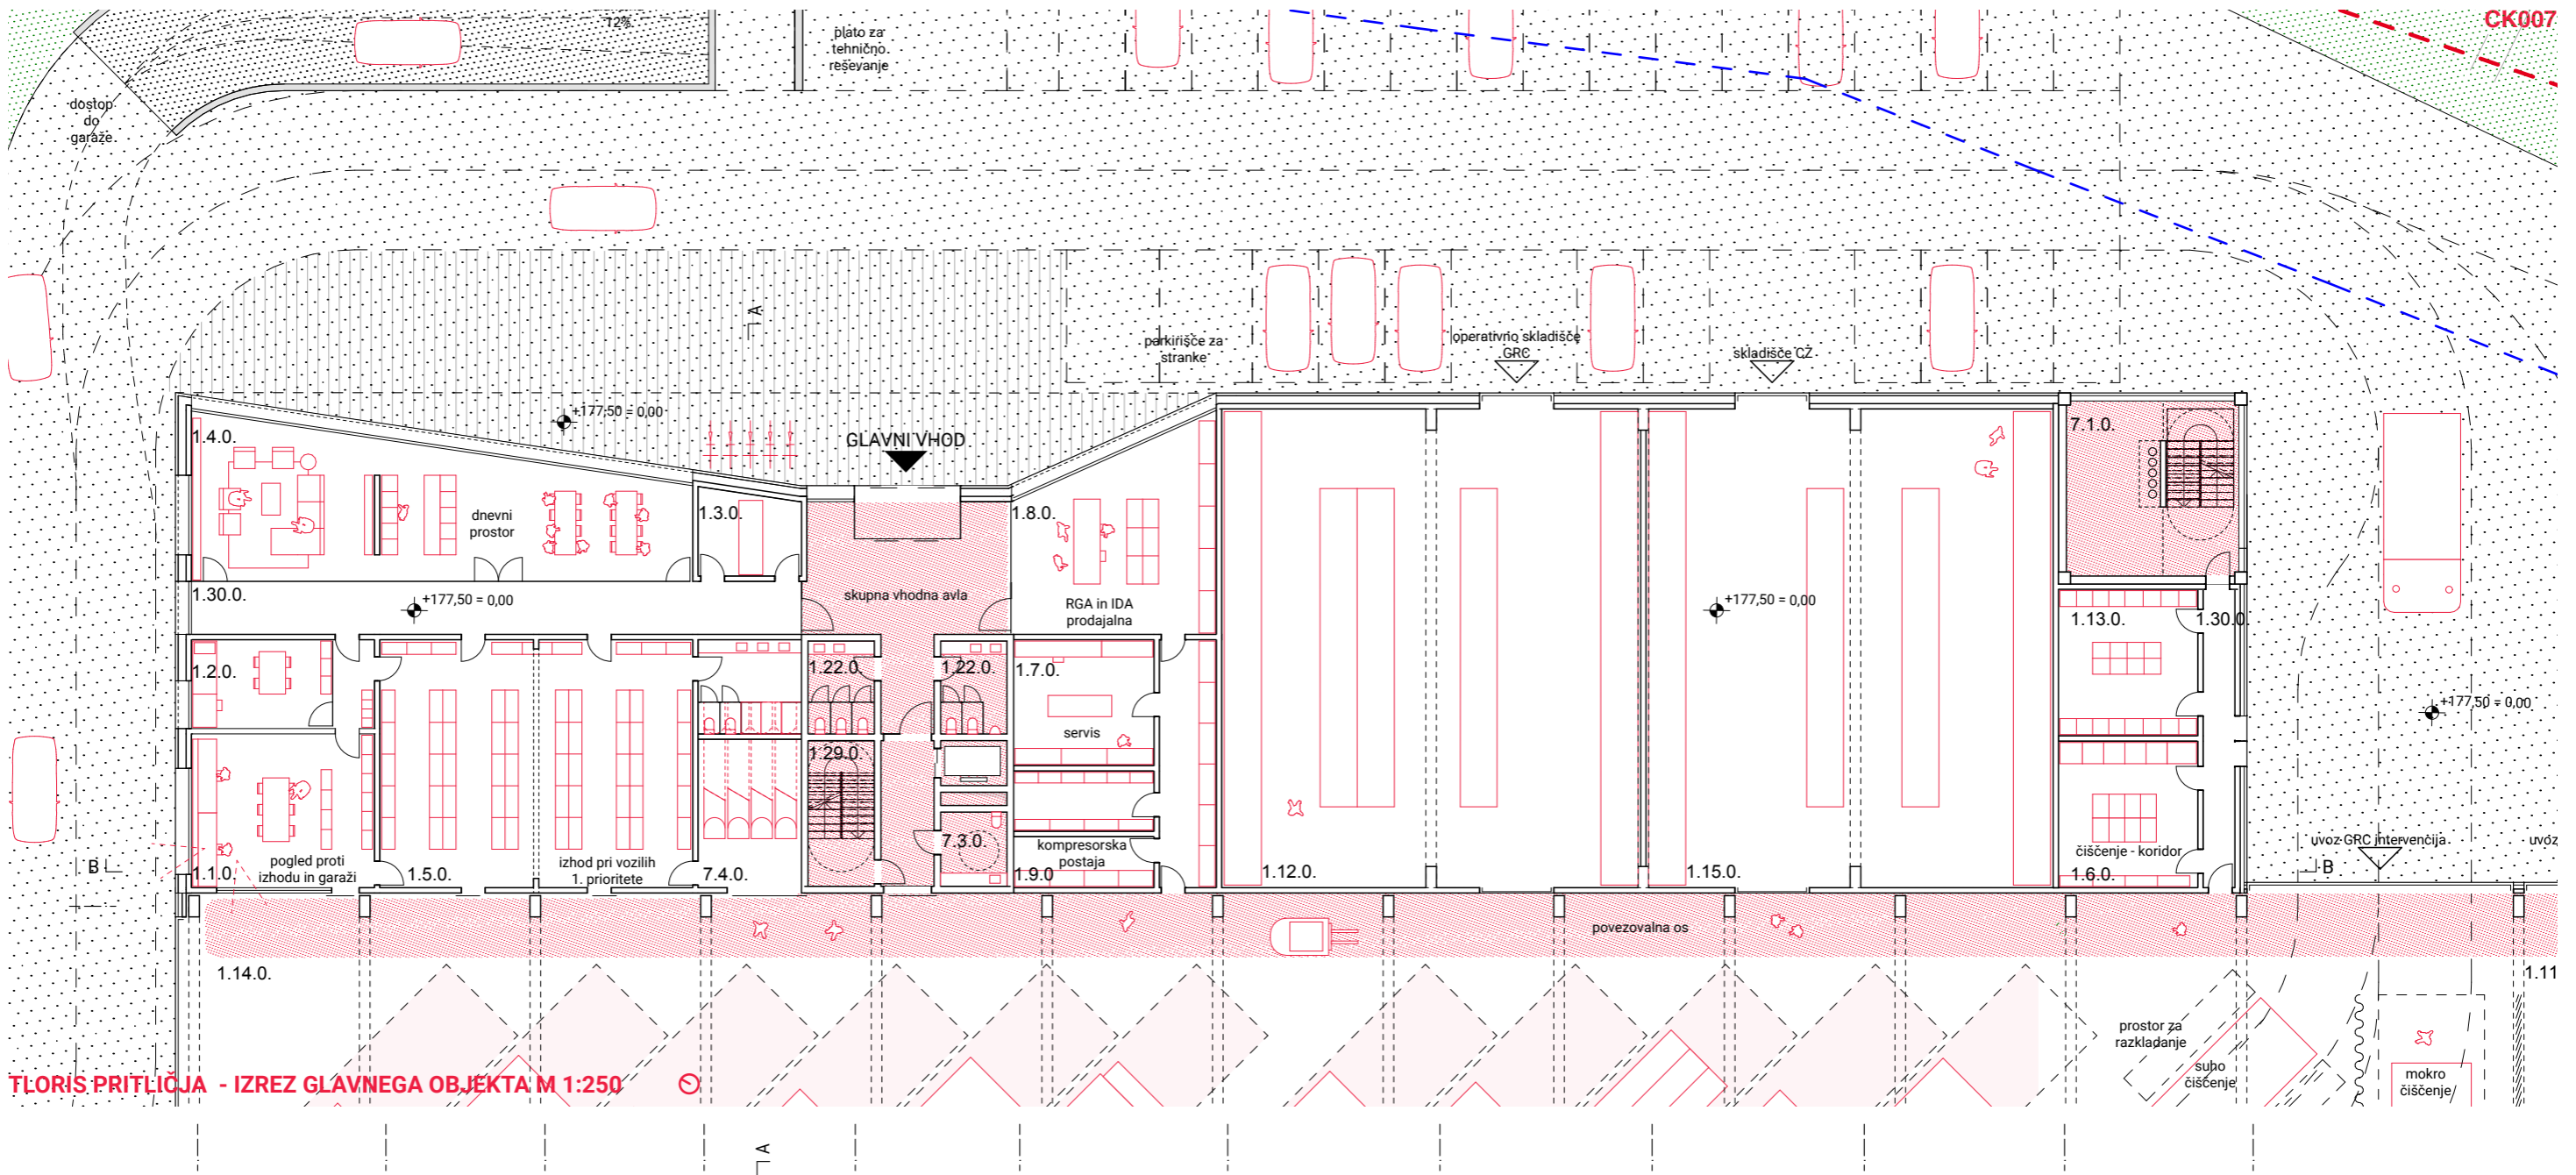 12%
CK007
plato za
tehnično
reševanje
dostop
do
garaže
A
parkirišče za
stranke
operativno skladišče
GRC
skladišče CZ
+177,50 = 0,00
GLAVNI VHOD
1.4.0.
7.1.0.
dnevni
prostor
1.3.0.
1.8.0.
1.30.0.
+177,50 = 0,00
skupna vhodna avla
RGA in IDA
prodajalna
+177,50 = 0,00
1.13.0.
1.30.0.
1.2.0.
1.22.0.
1.22.0.
1.7.0.
+177,50 = 0,00
servis
1.29.0.
7.3.0.
kompresorska
postaja
čiščenje - koridor
uvoz GRC intervencija
uvoz
B
pogled proti
izhodu in garaži
1.1.0.
1.5.0.
izhod pri vozilih
1. prioritete
7.4.0.
1.9.0
1.12.0.
1.15.0.
1.6.0.
B
povezovalna os
1.14.0.
1.11
prostor za
razkladanje
suho
čiščenje
mokro
čiščenje
TLORIS PRITLIČJA - IZREZ GLAVNEGA OBJEKTA M 1:250
A